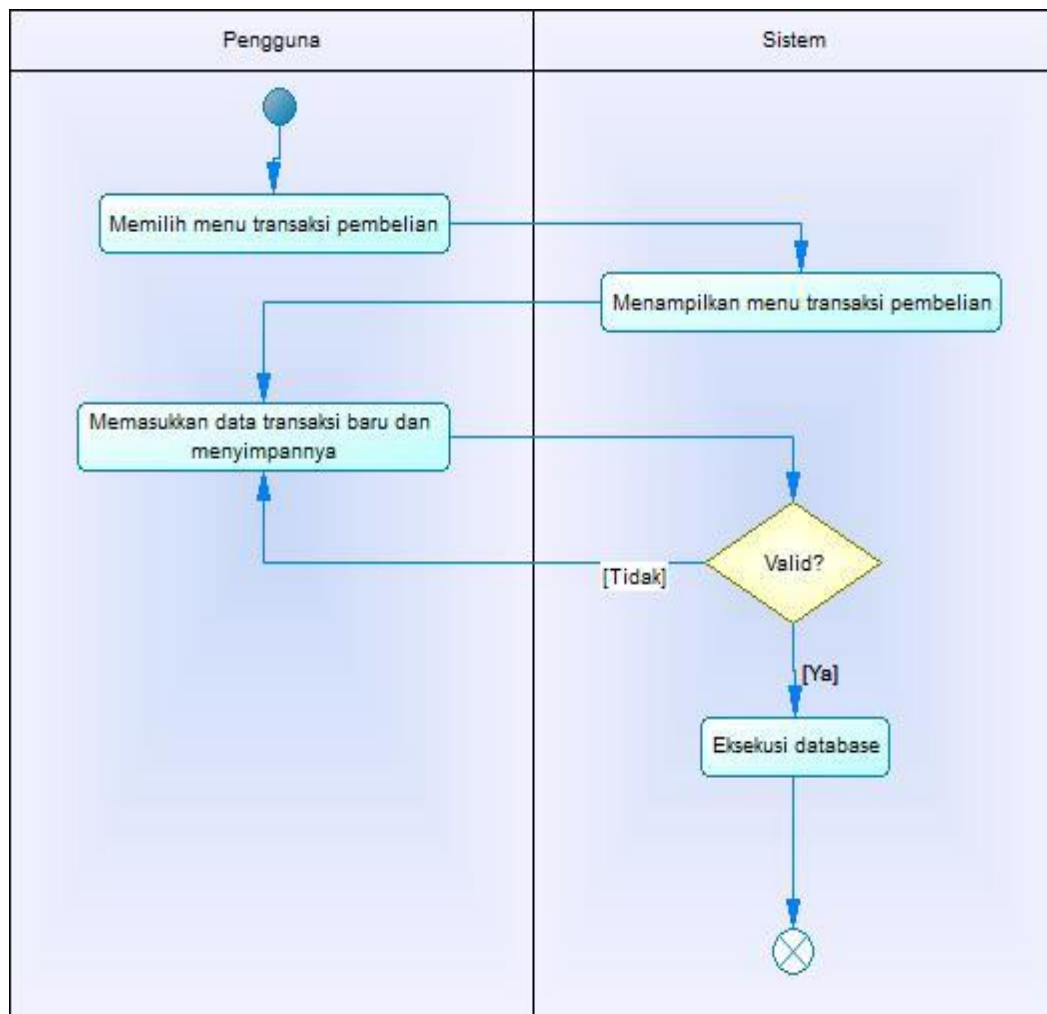 Pengguna
Sistem
Memilih menu transaksi pembelian
Menampilkan menu transaksi pembelian
Memasukkan data transaksi baru dan
menyimpannya
Valid?
[Tidak]
[Ya]
Eksekusi database